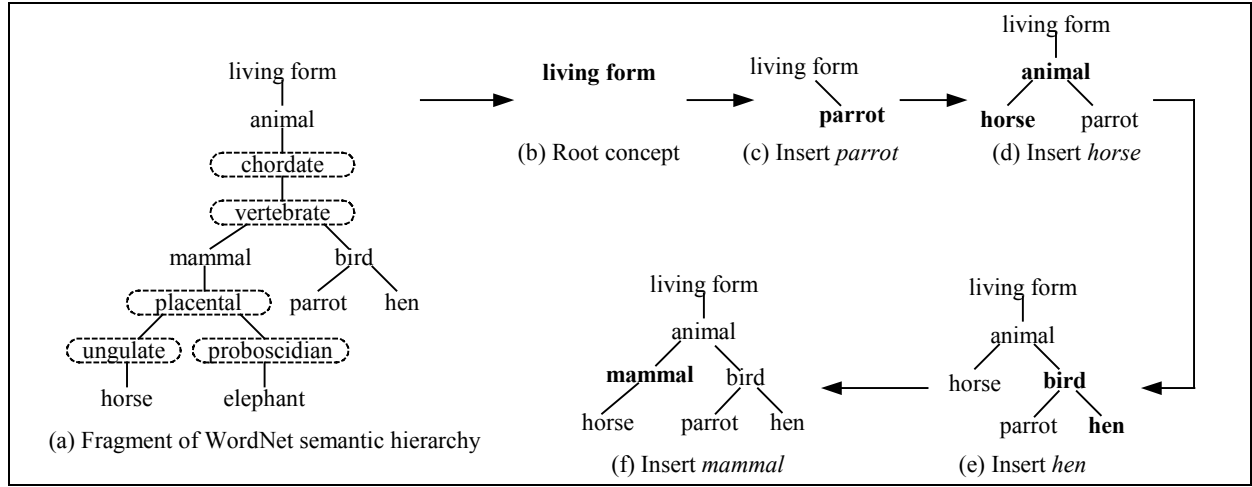 living form
animal
chordate
vertebrate
mammal bird
placental parrot hen
ungulate proboscidian
horse elephant
(a) Fragment of WordNet semantic hierarchy
living form
(b) Root concept
living form
parrot
(c) Insert parrot
living form
animal
horse parrot
(d) Insert horse
living form
animal
horse bird
parrot hen
(e) Insert hen
living form
animal
mammal bird
horse parrot hen
(f) Insert mammal